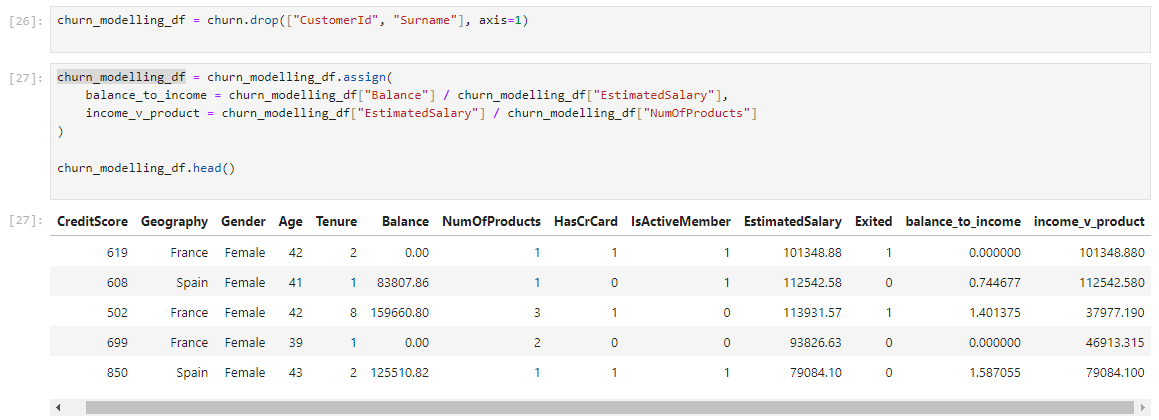 [26]: churn_modelling_df = churn.drop(["CustomerId", "Surname"], axis=1)
[27]: churn_modelling_df = churn_modelling_df.assign(
    balance_to_income = churn_modelling_df["Balance"] / churn_modelling_df["EstimatedSalary"],
    income_v_product = churn_modelling_df["EstimatedSalary"] / churn_modelling_df["NumOfProducts"]
)
churn_modelling_df.head()
[27]: CreditScore Geography Gender Age Tenure Balance NumOfProducts HasCrCard IsActiveMember EstimatedSalary Exited balance_to_income income_v_product
619 France Female 42 2 0.00 1 1 1 101348.88 1 0.000000 101348.880
608 Spain Female 41 1 83807.86 1 0 1 112542.58 0 0.744677 112542.580
502 France Female 42 8 159660.80 3 1 0 113931.57 1 1.401375 37977.190
699 France Female 39 1 0.00 2 0 0 93826.63 0 0.000000 46913.315
850 Spain Female 43 2 125510.82 1 1 1 79084.10 0 1.587055 79084.100